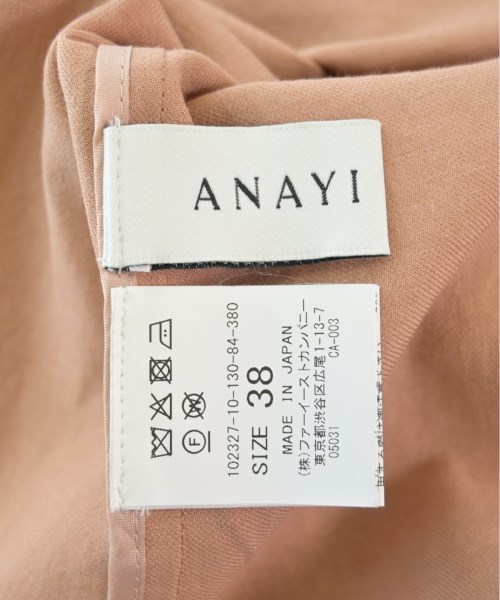 ANAYI
F
102327-10-130-84-380
SIZE 38
MADE IN JAPAN
(株)ファーイーストカンパニー
東京都渋谷区広尾1-13-7
05031 CA-003